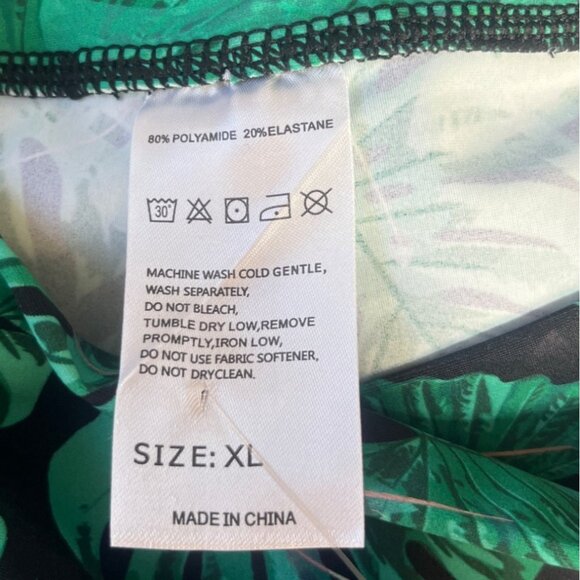 80% POLYAMIDE 20%ELASTANE
30°
MACHINE WASH COLD GENTLE,
WASH SEPARATELY,
DO NOT BLEACH,
TUMBLE DRY LOW,REMOVE
PROMPTLY,IRON LOW,
DO NOT USE FABRIC SOFTENER,
DO NOT DRYCLEAN.
SIZE: XL
MADE IN CHINA